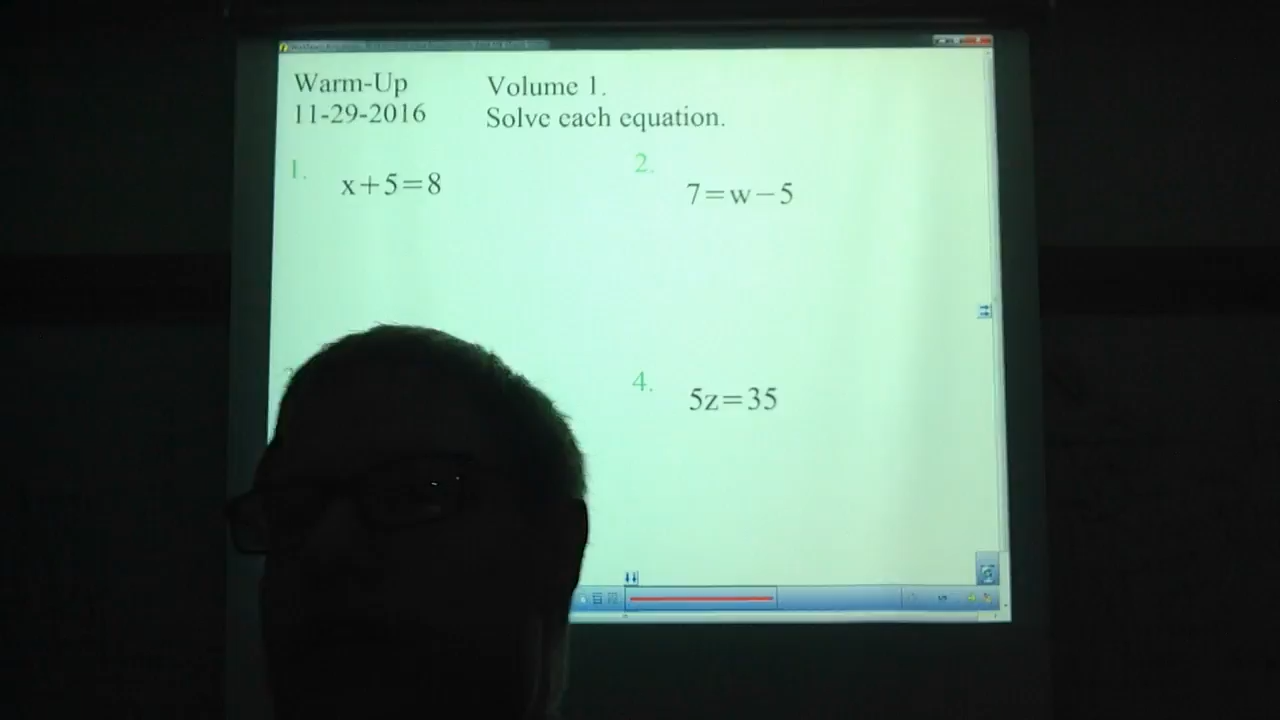 Warm-Up
11-29-2016
Volume 1.
Solve each equation.
1.
x+5=8
2.
7=w−5
4.
5z=35